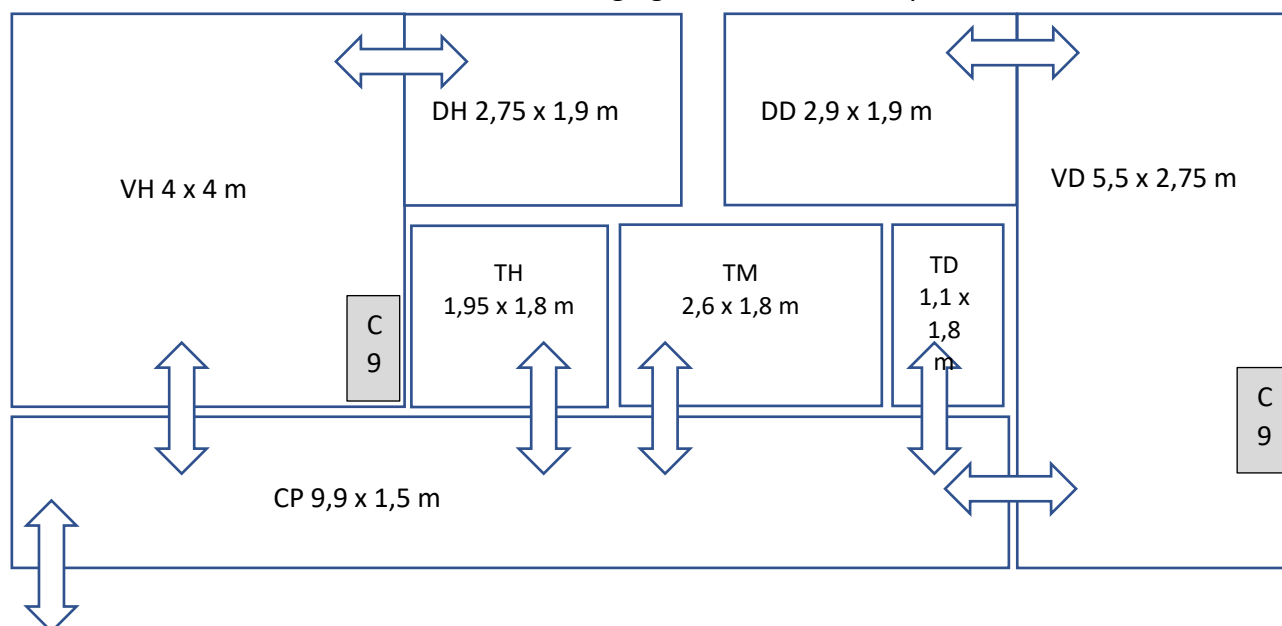 DH 2,75 x 1,9 m
DD 2,9 x 1,9 m
VH 4 x 4 m
VD 5,5 x 2,75 m
TH
1,95 x 1,8 m
TM
2,6 x 1,8 m
TD
1,1 x
1,8
m
C
9
C
9
CP 9,9 x 1,5 m